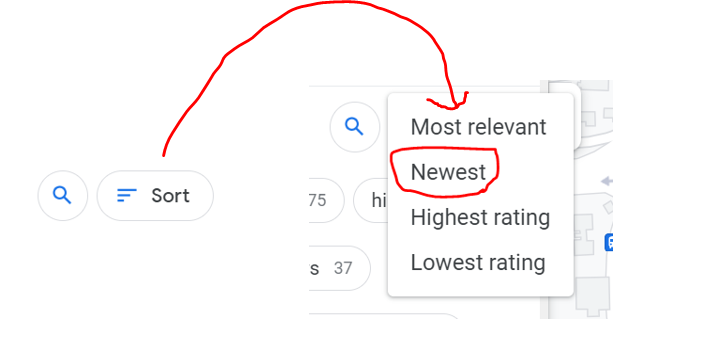 Sort
Most relevant
Newest
75
hi
Highest rating
s 37
Lowest rating